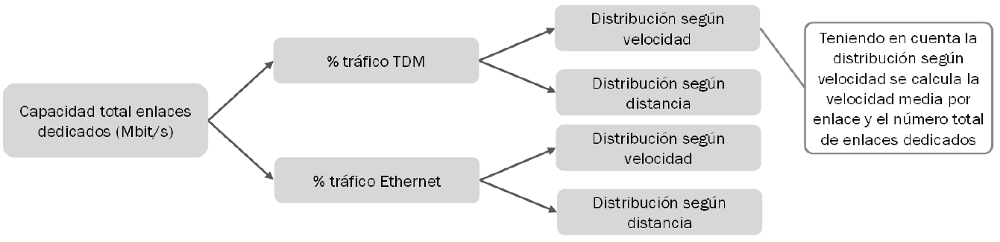 Capacidad total enlaces
dedicados (Mbit/s)
% tráfico TDM
% tráfico Ethernet
Distribución según
velocidad
Distribución según
distancia
Distribución según
velocidad
Distribución según
distancia
Teniendo en cuenta la
distribución según
velocidad se calcula la
velocidad media por
enlace y el número total
de enlaces dedicados